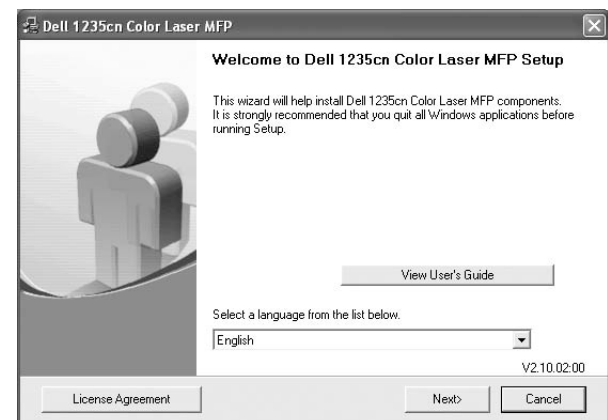 Dell 1235cn Color Laser MFP
Welcome to Dell 1235cn Color Laser MFP Setup
This wizard will help install Dell 1235cn Color Laser MFP components.
It is strongly recommended that you quit all Windows applications before
running Setup.
View User's Guide
Select a language from the list below.
English
V2.10.02:00
License Agreement
Next>
Cancel